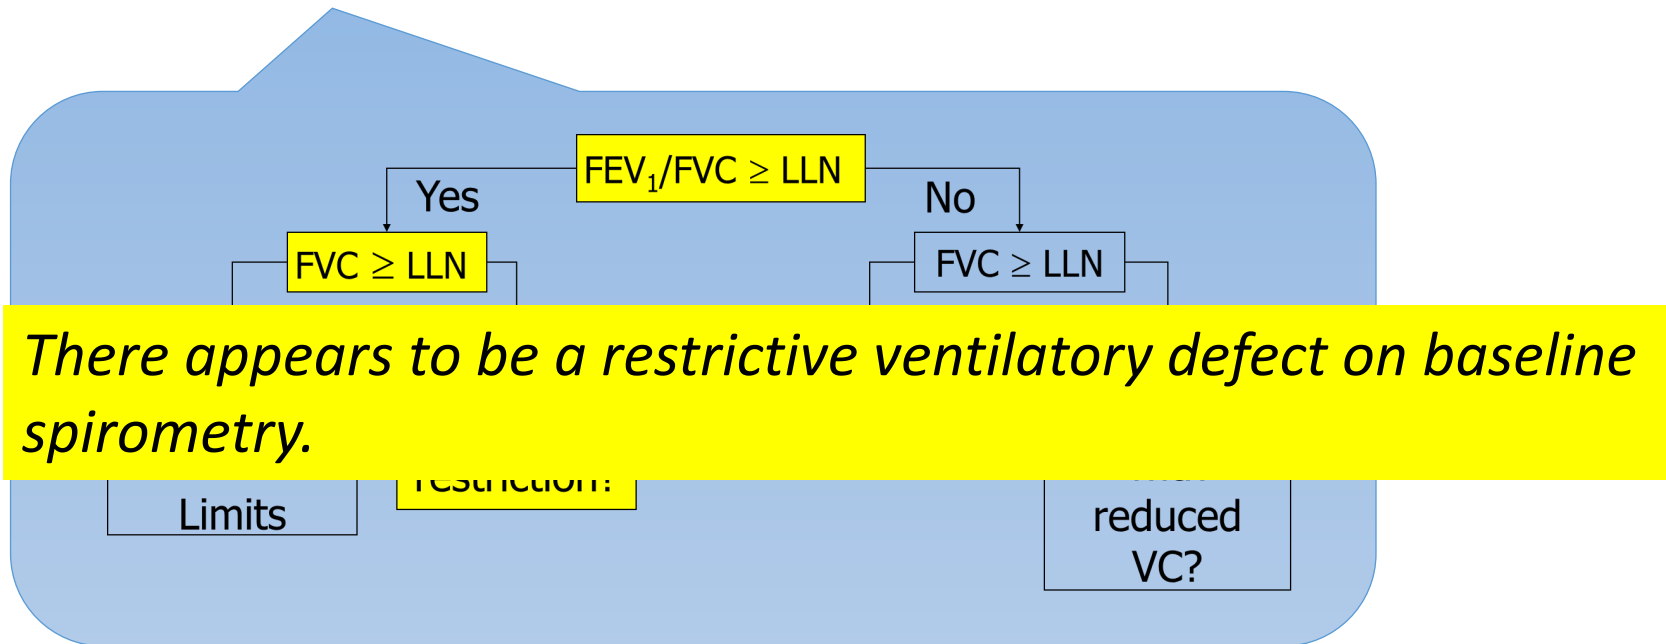 FEV₁/FVC ≥ LLN
Yes
No
FVC ≥ LLN
FVC ≥ LLN
There appears to be a restrictive ventilatory defect on baseline
spirometry.
restriction?
Limits
reduced
VC?